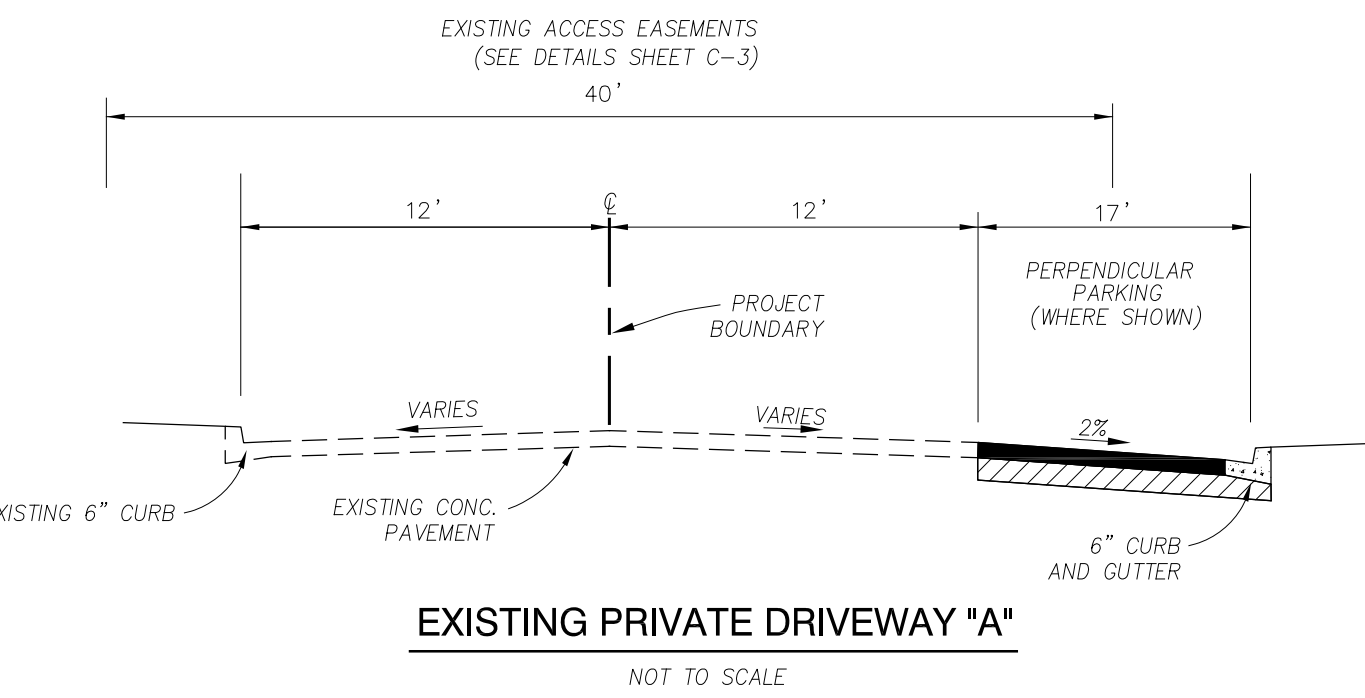 EXISTING ACCESS EASEMENTS
(SEE DETAILS SHEET C-3)
40'
12'
℄
12'
17'
PERPENDICULAR
PARKING
(WHERE SHOWN)
PROJECT
BOUNDARY
VARIES
VARIES
2%
XISTING 6" CURB
EXISTING CONC.
PAVEMENT
6" CURB
AND GUTTER
EXISTING PRIVATE DRIVEWAY "A"
NOT TO SCALE